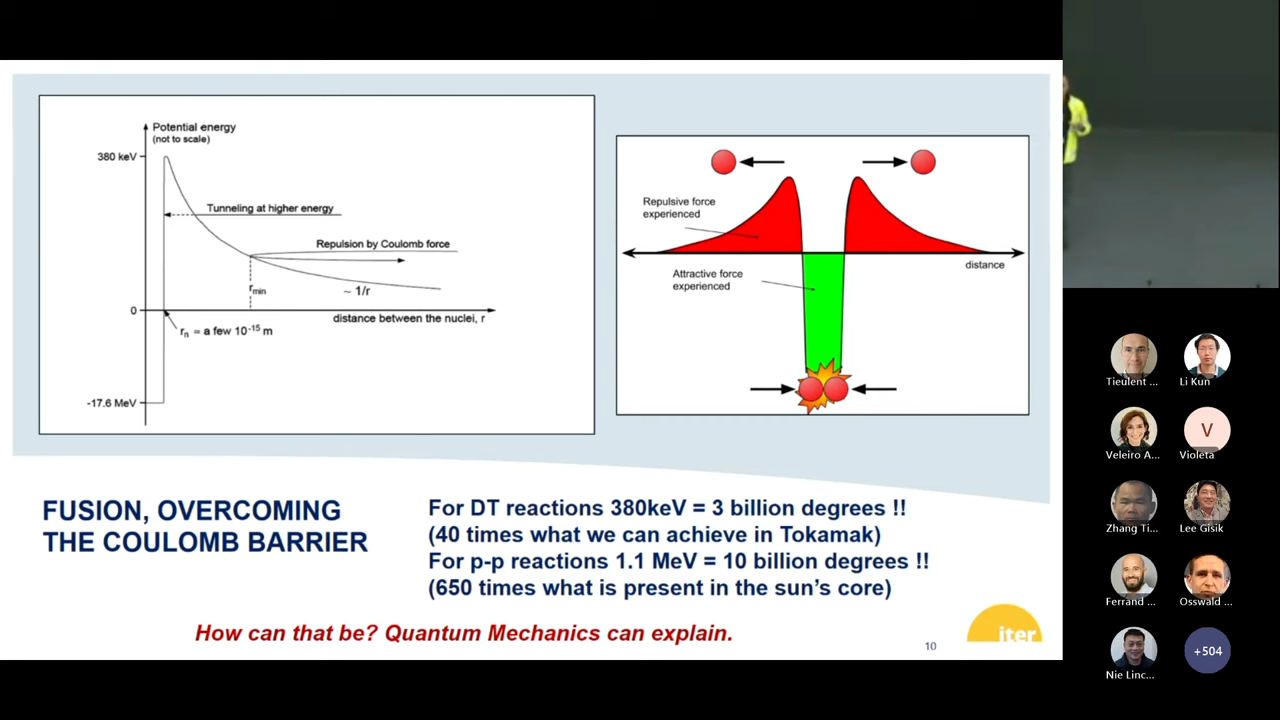 Potential energy
(not to scale)
380 keV
Tunneling at higher energy
Repulsion by Coulomb force
rmin
~ 1/r
0
distance between the nuclei, r
rn = a few 10-15 m
-17.6 MeV
Repulsive force
experienced
distance
Attractive force
experienced
FUSION, OVERCOMING
THE COULOMB BARRIER
For DT reactions 380keV = 3 billion degrees !!
(40 times what we can achieve in Tokamak)
For p-p reactions 1.1 MeV = 10 billion degrees !!
(650 times what is present in the sun's core)
How can that be? Quantum Mechanics can explain.
iter
10
Tieulent ...
Li Kun
Veleiro A...
V
Violeta
Zhang Ti...
Lee Gisik
Ferrand ...
Osswald ...
Nie Linc...
+504